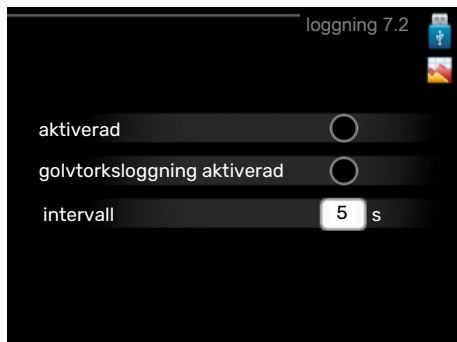 loggning 7.2
aktiverad
golvtorksloggning aktiverad
intervall 5 s